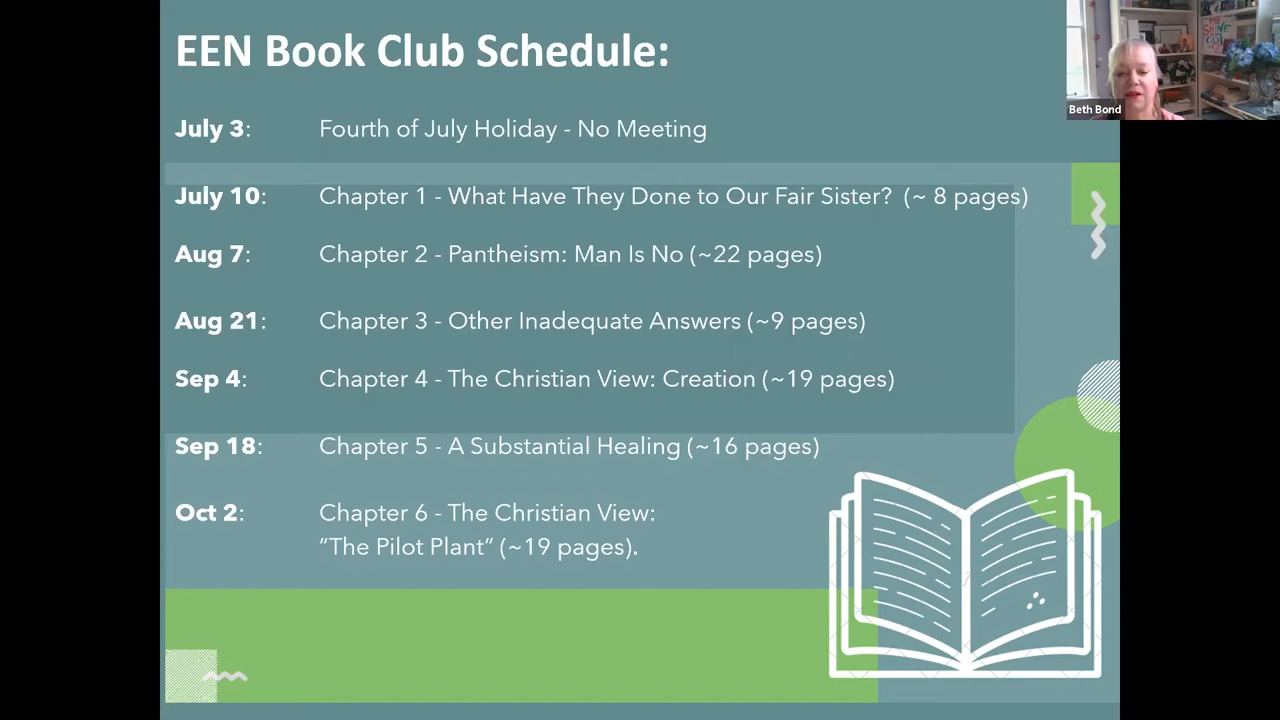 EEN Book Club Schedule:
Beth Bond
July 3: Fourth of July Holiday - No Meeting
July 10: Chapter 1 - What Have They Done to Our Fair Sister? (~ 8 pages)
Aug 7: Chapter 2 - Pantheism: Man Is No (~22 pages)
Aug 21: Chapter 3 - Other Inadequate Answers (~9 pages)
Sep 4: Chapter 4 - The Christian View: Creation (~19 pages)
Sep 18: Chapter 5 - A Substantial Healing (~16 pages)
Oct 2: Chapter 6 - The Christian View:
“The Pilot Plant” (~19 pages).